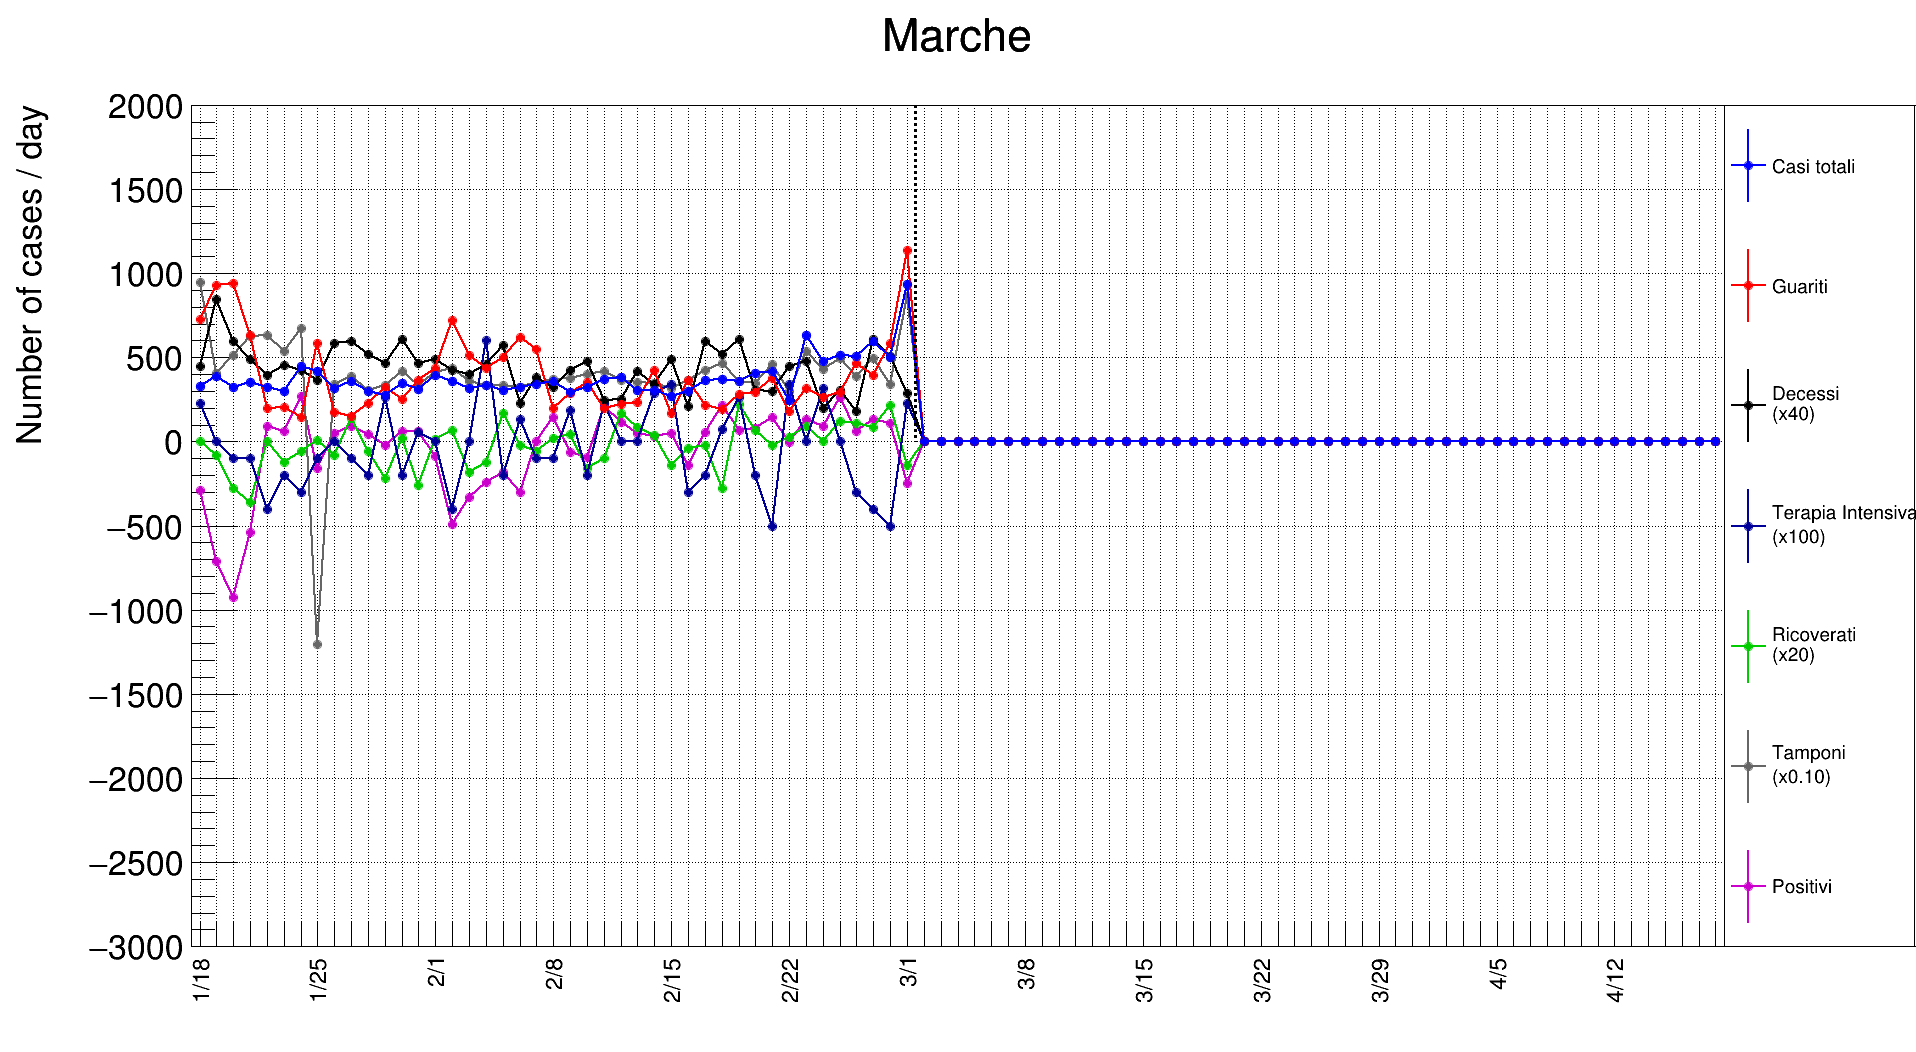 Marche
Number of cases / day
2000
1500
1000
500
0
−500
−1000
−1500
−2000
−2500
−3000
1/18
1/25
2/1
2/8
2/15
2/22
3/1
3/8
3/15
3/22
3/29
4/5
4/12
Casi totali
Guariti
Decessi
(x40)
Terapia Intensiva
(x100)
Ricoverati
(x20)
Tamponi
(x0.10)
Positivi